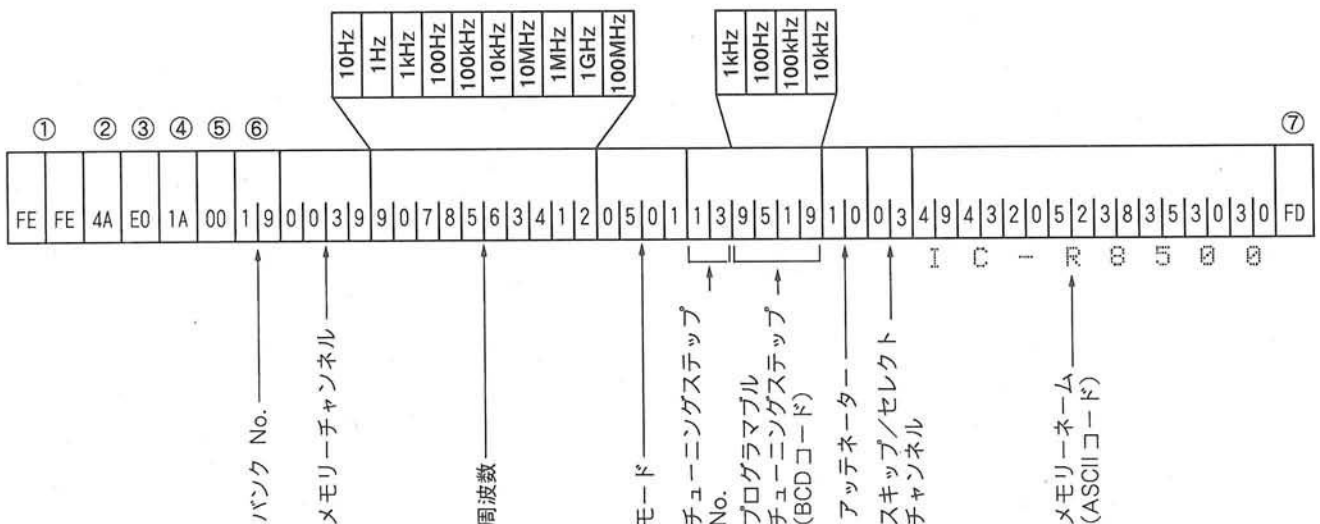 10Hz 1Hz 1kHz 100Hz 100kHz 10kHz 10MHz 1MHz 1GHz 100MHz
1kHz 100Hz 100kHz 10kHz
① ② ③ ④ ⑤ ⑥ ⑦
FE FE 4A E0 1A 00 1 9 0 0 3 9 9 0 7 8 5 6 3 4 1 2 0 5 0 1 1 3 9 5 1 9 1 0 0 3 4 9 4 3 2 0 5 2 3 8 3 5 3 0 3 0 FD
I C - R 8 5 0 0
バンク No.
メモリーチャンネル
周波数
モード
チューニングステップ
No.
プログラマブル
チューニングステップ
(BCDコード)
アッテネーター
スキップ/セレクト
チャンネル
メモリーネーム
(ASCIIコード)